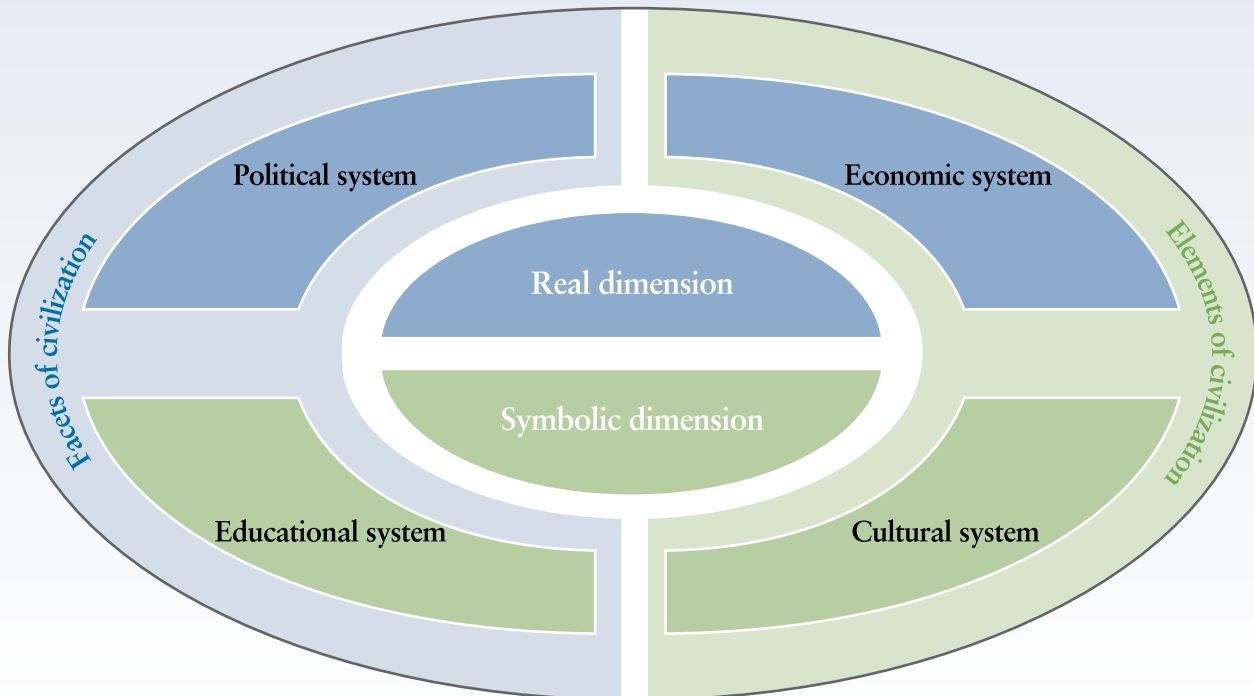 Political system
Economic system
Facets of civilization
Real dimension
Symbolic dimension
Elements of civilization
Educational system
Cultural system